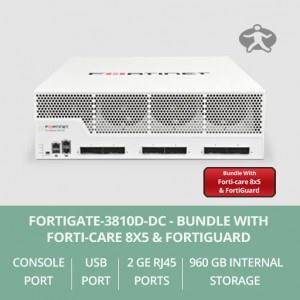 FORTINET
Bundle With
Forti-care 8x5
& FortiGuard
FORTIGATE-3810D-DC - BUNDLE WITH
FORTI-CARE 8X5 & FORTIGUARD
CONSOLE PORT
USB PORT
2 GE RJ45 PORTS
960 GB INTERNAL STORAGE